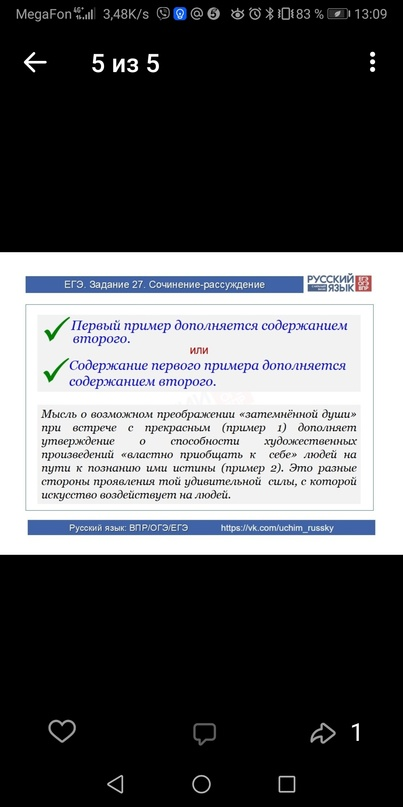 MegaFon 3,48K/s 83 % 13:09
5 из 5
ЕГЭ. Задание 27. Сочинение-рассуждение
РУССКИЙ
ЯЗЫК
Первый пример дополняется содержанием
второго.
или
Содержание первого примера дополняется
содержанием второго.
Мысль о возможном преображении «затемнённой души»
при встрече с прекрасным (пример 1) дополняет
утверждение о способности художественных
произведений «властно приобщать к себе» людей на
пути к познанию ими истины (пример 2). Это разные
стороны проявления той удивительной силы, с которой
искусство воздействует на людей.
Русский язык: ВПР/ОГЭ/ЕГЭ https://vk.com/uchim_russky
1